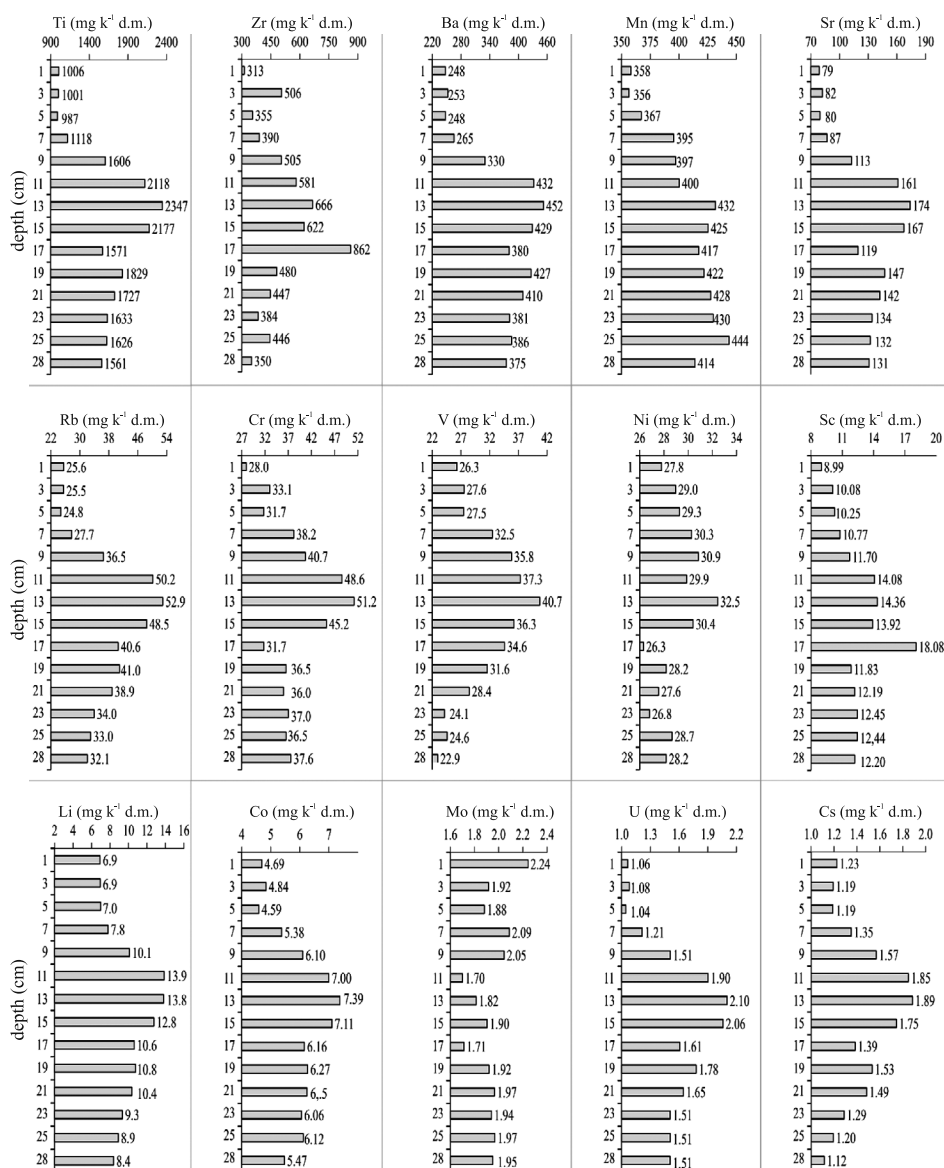 Ti (mg k⁻¹ d.m.) Zr (mg k⁻¹ d.m.) Ba (mg k⁻¹ d.m.) Mn (mg k⁻¹ d.m.) Sr (mg k⁻¹ d.m.)
900 1400 1900 2400 300 450 600 750 900 220 280 340 400 460 350 375 400 425 450 70 100 130 160 190
1 1006 1 313 1 248 1 358 1 79
3 1001 3 506 3 253 3 356 3 82
5 987 5 355 5 248 5 367 5 80
7 1118 7 390 7 265 7 395 7 87
9 1606 9 505 9 330 9 397 9 113
11 2118 11 581 11 432 11 400 11 161
13 2347 13 666 13 452 13 432 13 174
15 2177 15 622 15 429 15 425 15 167
17 1571 17 862 17 380 17 417 17 119
19 1829 19 480 19 427 19 422 19 147
21 1727 21 447 21 410 21 428 21 142
23 1633 23 384 23 381 23 430 23 134
25 1626 25 446 25 386 25 444 25 132
28 1561 28 350 28 375 28 414 28 131
depth (cm)
Rb (mg k⁻¹ d.m.) Cr (mg k⁻¹ d.m.) V (mg k⁻¹ d.m.) Ni (mg k⁻¹ d.m.) Sc (mg k⁻¹ d.m.)
22 30 38 46 54 27 32 37 42 47 52 22 27 32 37 42 26 28 30 32 34 8 11 14 17 20
1 25.6 1 28.0 1 26.3 1 27.8 1 8.99
3 25.5 3 33.1 3 27.6 3 29.0 3 10.08
5 24.8 5 31.7 5 27.5 5 29.3 5 10.25
7 27.7 7 38.2 7 32.5 7 30.3 7 10.77
9 36.5 9 40.7 9 35.8 9 30.9 9 11.70
11 50.2 11 48.6 11 37.3 11 29.9 11 14.08
13 52.9 13 51.2 13 40.7 13 32.5 13 14.36
15 48.5 15 45.2 15 36.3 15 30.4 15 13.92
17 40.6 17 31.7 17 34.6 17 26.3 17 18.08
19 41.0 19 36.5 19 31.6 19 28.2 19 11.83
21 38.9 21 36.0 21 28.4 21 27.6 21 12.19
23 34.0 23 37.0 23 24.1 23 26.8 23 12.45
25 33.0 25 36.5 25 24.6 25 28.7 25 12,44
28 32.1 28 37.6 28 22.9 28 28.2 28 12.20
depth (cm)
Li (mg k⁻¹ d.m.) Co (mg k⁻¹ d.m.) Mo (mg k⁻¹ d.m.) U (mg k⁻¹ d.m.) Cs (mg k⁻¹ d.m.)
2 4 6 8 10 12 14 16 4 5 6 7 1.6 1.8 2.0 2.2 2.4 1.0 1.3 1.6 1.9 2.2 1.0 1.2 1.4 1.6 1.8 2.0
1 6.9 1 4.69 1 2.24 1 1.06 1 1.23
3 6.9 3 4.84 3 1.92 3 1.08 3 1.19
5 7.0 5 4.59 5 1.88 5 1.04 5 1.19
7 7.8 7 5.38 7 2.09 7 1.21 7 1.35
9 10.1 9 6.10 9 2.05 9 1.51 9 1.57
11 13.9 11 7.00 11 1.70 11 1.90 11 1.85
13 13.8 13 7.39 13 1.82 13 2.10 13 1.89
15 12.8 15 7.11 15 1.90 15 2.06 15 1.75
17 10.6 17 6.16 17 1.71 17 1.61 17 1.39
19 10.8 19 6.27 19 1.92 19 1.78 19 1.53
21 10.4 21 6,.5 21 1.97 21 1.65 21 1.49
23 9.3 23 6.06 23 1.94 23 1.51 23 1.29
25 8.9 25 6.12 25 1.97 25 1.51 25 1.20
28 8.4 28 5.47 28 1.95 28 1.51 28 1.12
depth (cm)